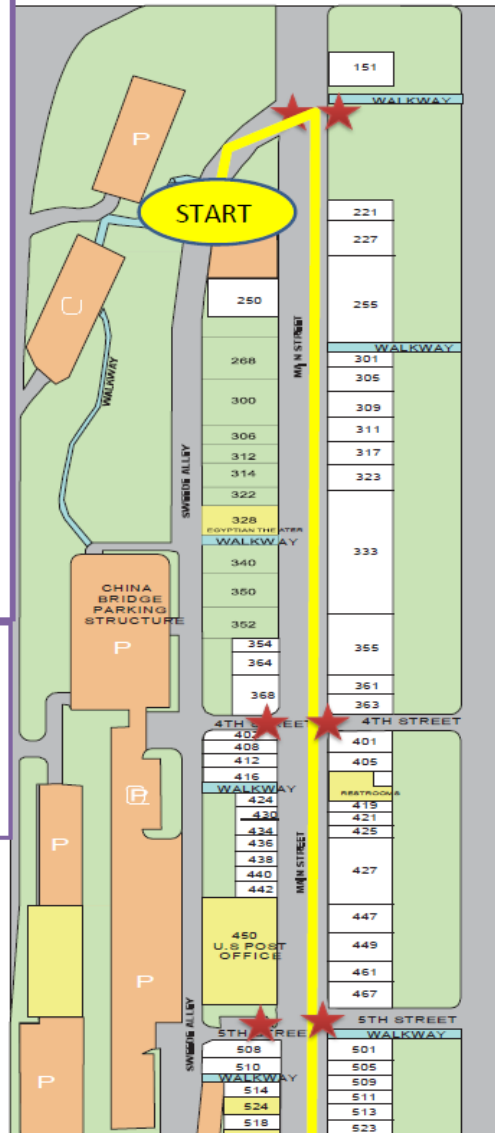 151
WALKWAY
P
START
221
227
250
255
MAIN STREET
WALKWAY
301
305
309
311
317
323
333
355
361
363
268
300
306
312
314
322
328
EGYPTIAN THEATER
WALKWAY
340
350
352
354
364
368
WALKWAY
SWEDE ALLEY
CHINA
BRIDGE
PARKING
STRUCTURE
P
4TH STREET
4TH STREET
402
408
412
416
WALKWAY
424
430
434
436
438
440
442
450
U.S POST
OFFICE
401
405
RESTROOMS
419
421
425
427
447
449
461
467
MAIN STREET
P
P
P
P
SWEDE ALLEY
5TH STREET
5TH STREET
WALKWAY
508
510
WALKWAY
514
524
518
501
505
509
511
513
523